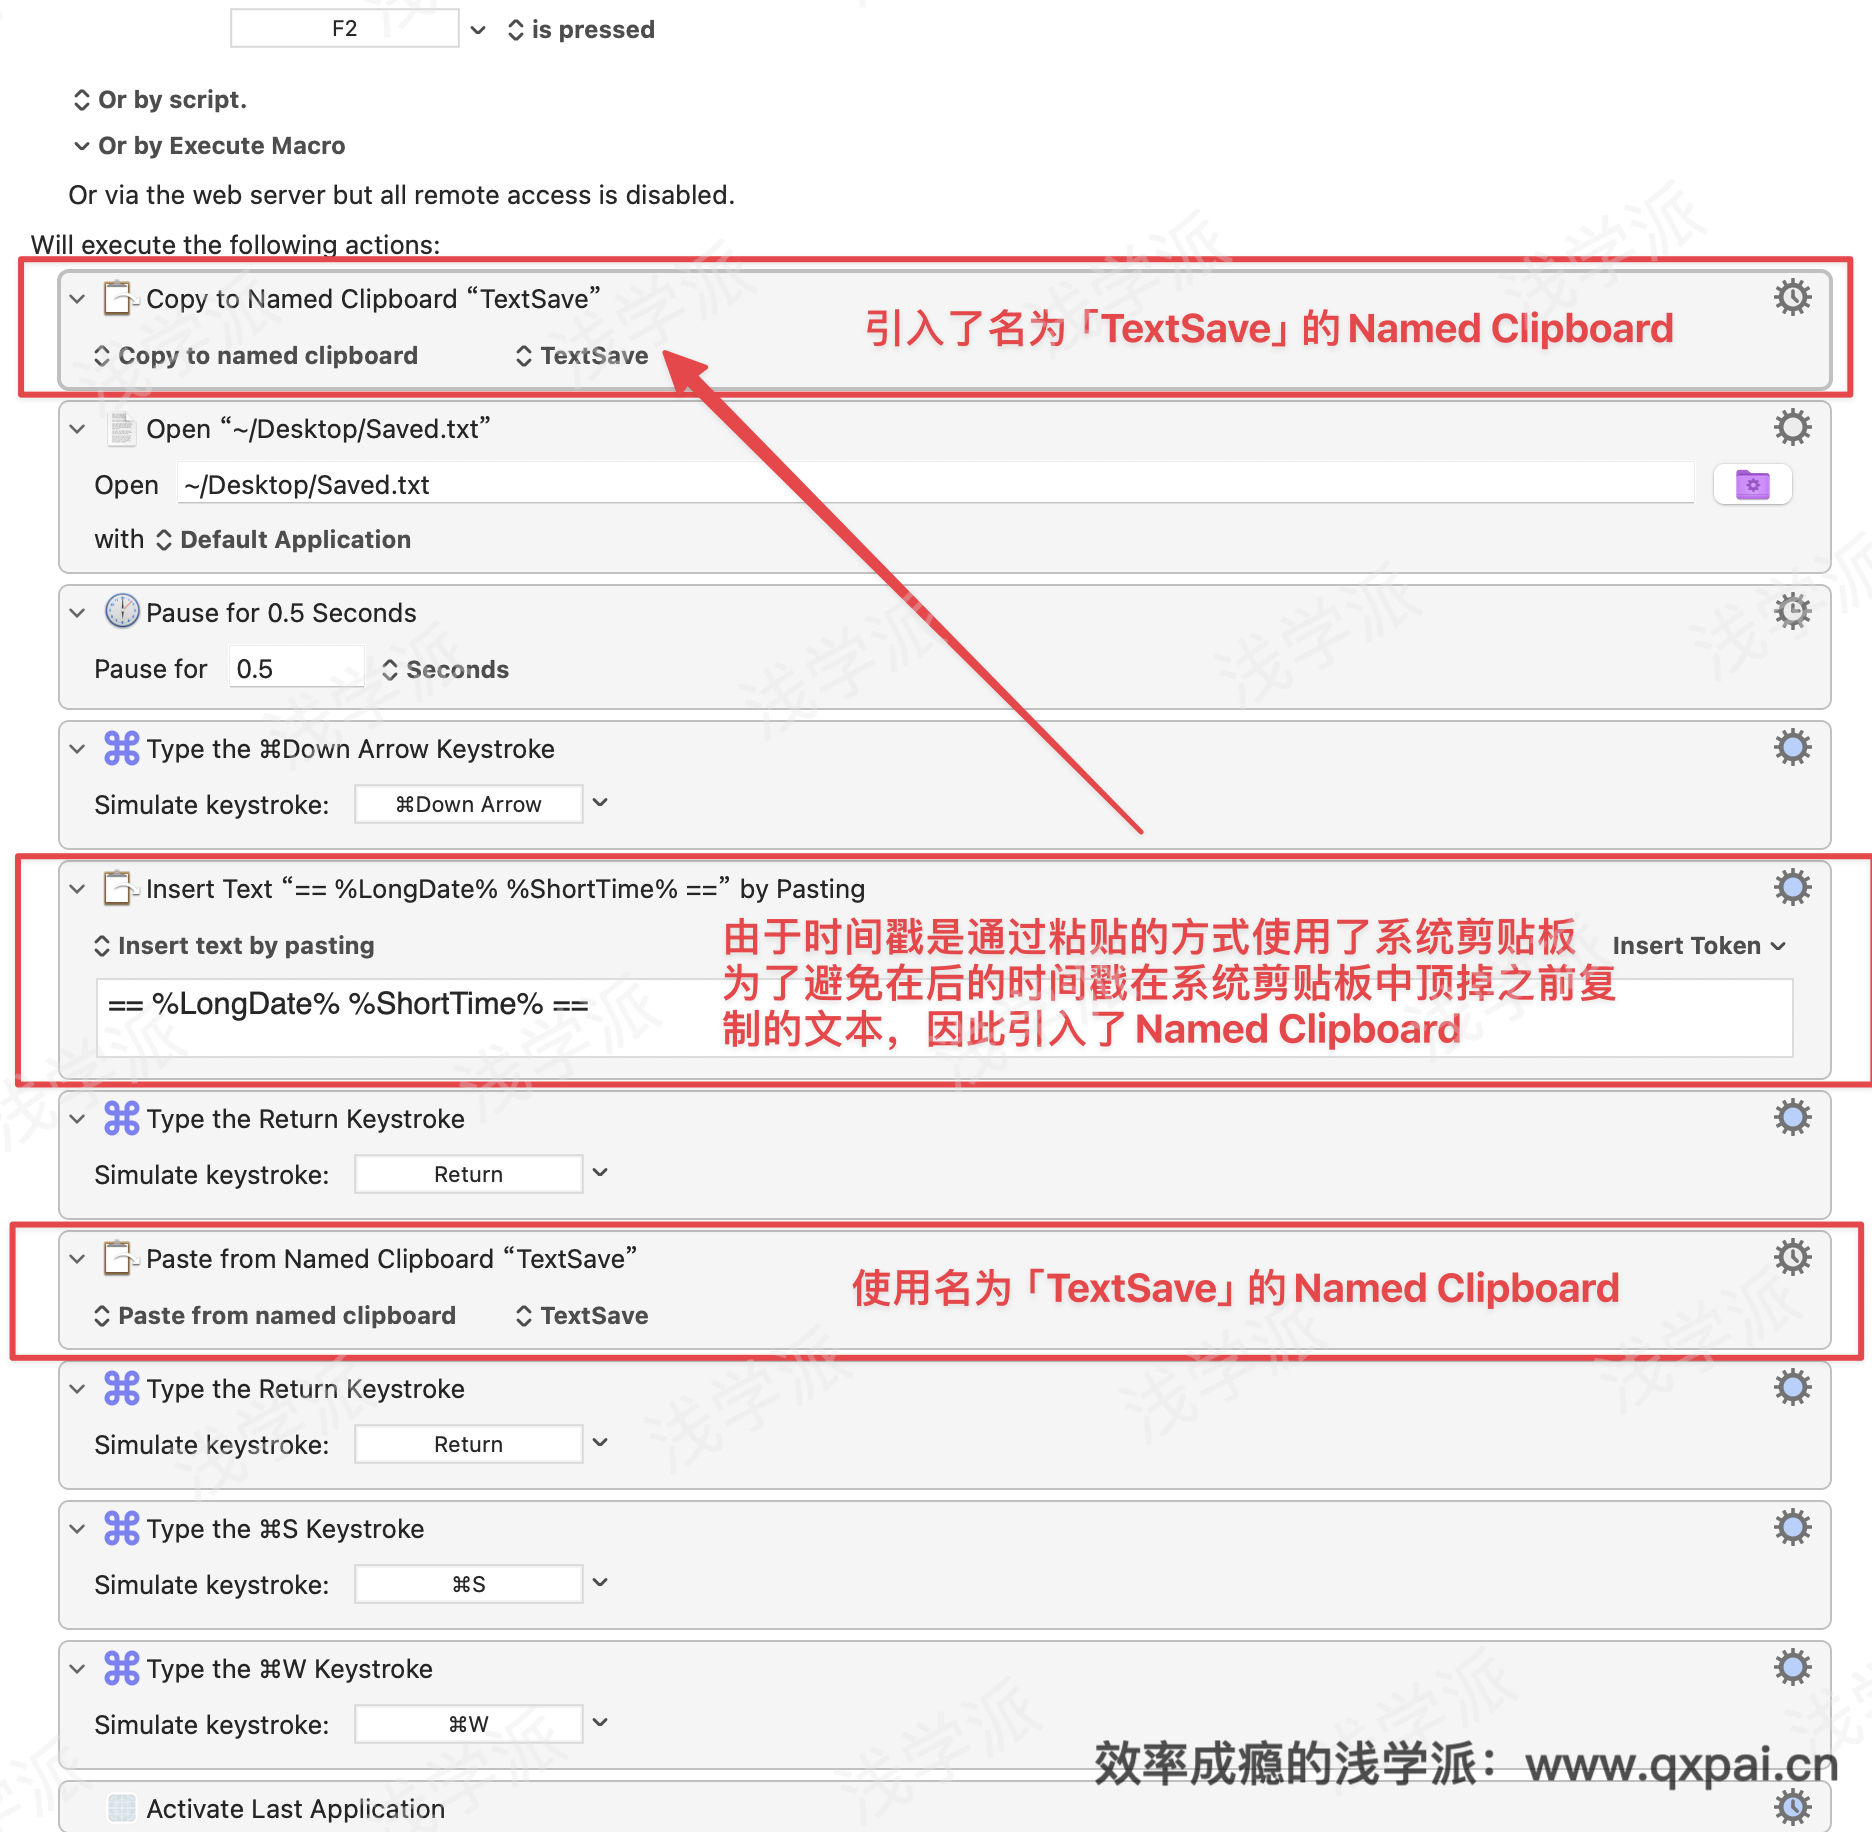 F2 is pressed
Or by script.
Or by Execute Macro
Or via the web server but all remote access is disabled.
Will execute the following actions:
Copy to Named Clipboard “TextSave”
引入了名为「TextSave」的 Named Clipboard
Copy to named clipboard TextSave
Open “~/Desktop/Saved.txt”
Open ~/Desktop/Saved.txt
with Default Application
Pause for 0.5 Seconds
Pause for 0.5 Seconds
Type the ⌘Down Arrow Keystroke
Simulate keystroke: ⌘Down Arrow
Insert Text “== %LongDate% %ShortTime% ==” by Pasting
Insert text by pasting Insert Token
== %LongDate% %ShortTime% ==
由于时间戳是通过粘贴的方式使用了系统剪贴板
为了避免在后的时间戳在系统剪贴板中顶掉之前复
制的文本，因此引入了 Named Clipboard
Type the Return Keystroke
Simulate keystroke: Return
Paste from Named Clipboard “TextSave”
使用名为「TextSave」的 Named Clipboard
Paste from named clipboard TextSave
Type the Return Keystroke
Simulate keystroke: Return
Type the ⌘S Keystroke
Simulate keystroke: ⌘S
Type the ⌘W Keystroke
Simulate keystroke: ⌘W
效率成瘾的浅学派：www.qxpai.cn
Activate Last Application
浅学派